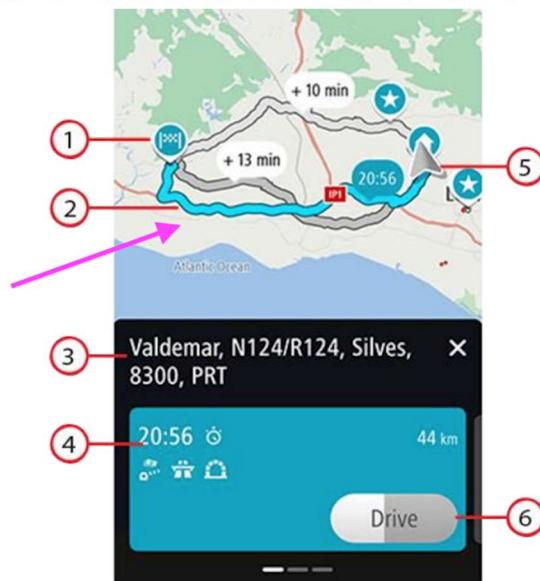 + 10 min
1
+ 13 min
5
20:56
IP1
L
2
Atlantic Ocean
3
Valdemar, N124/R124, Silves,
8300, PRT
4
20:56
44 km
Drive
6